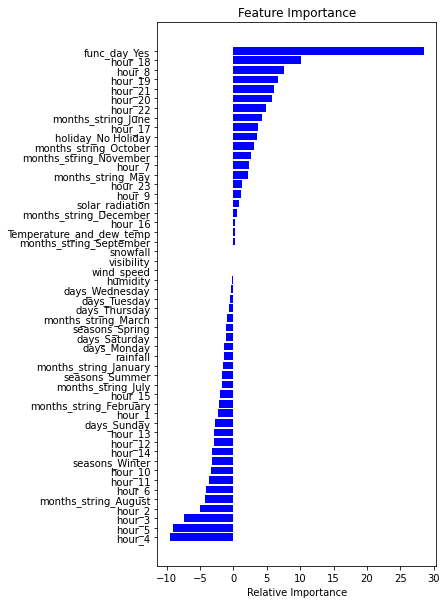 Feature Importance
func_day_Yes
hour_18
hour_8
hour_19
hour_21
hour_20
hour_22
months_string_June
hour_17
holiday_No Holiday
months_string_October
months_string_November
hour_7
months_string_May
hour_23
hour_9
solar_radiation
months_string_December
hour_16
Temperature_and_dew_temp
months_string_September
snowfall
visibility
wind_speed
humidity
days_Wednesday
days_Tuesday
days_Thursday
months_string_March
seasons_Spring
days_Saturday
days_Monday
rainfall
months_string_January
seasons_Summer
months_string_July
hour_15
months_string_February
hour_1
days_Sunday
hour_13
hour_12
hour_14
seasons_Winter
hour_10
hour_11
hour_6
months_string_August
hour_2
hour_3
hour_5
hour_4
−10 −5 0 5 10 15 20 25 30
Relative Importance